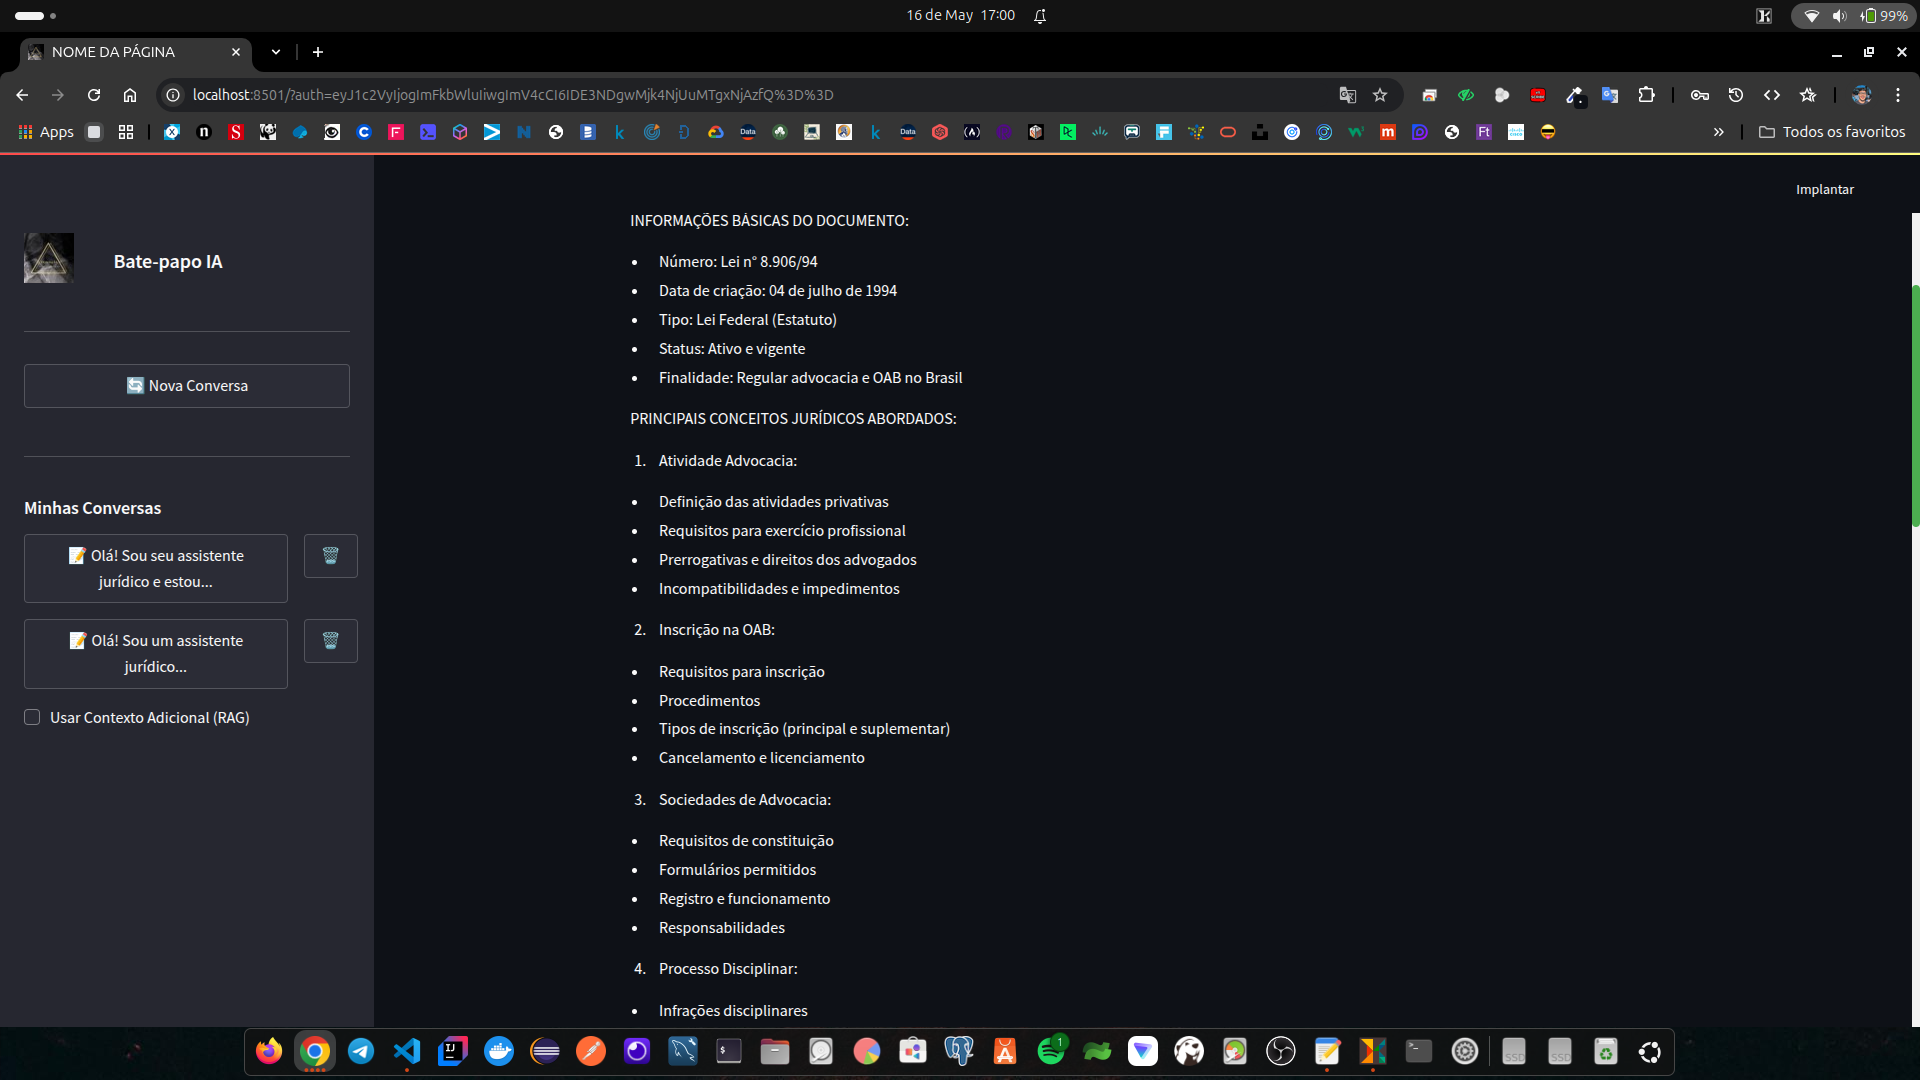 16 de May 17:00
99%
NOME DA PÁGINA
localhost:8501/?auth=eyJ1c2VyIjogImFkbWluIiwgImV4cCI6IDE3NDgwMjk4NjUuMTgxNjAzfQ%3D%3D
Apps
Todos os favoritos
Implantar
Bate-papo IA
Nova Conversa
Minhas Conversas
Olá! Sou seu assistente
jurídico e estou...
Olá! Sou um assistente
jurídico...
Usar Contexto Adicional (RAG)
INFORMAÇÕES BÁSICAS DO DOCUMENTO:
• Número: Lei n° 8.906/94
• Data de criação: 04 de julho de 1994
• Tipo: Lei Federal (Estatuto)
• Status: Ativo e vigente
• Finalidade: Regular advocacia e OAB no Brasil
PRINCIPAIS CONCEITOS JURÍDICOS ABORDADOS:
1. Atividade Advocacia:
• Definição das atividades privativas
• Requisitos para exercício profissional
• Prerrogativas e direitos dos advogados
• Incompatibilidades e impedimentos
2. Inscrição na OAB:
• Requisitos para inscrição
• Procedimentos
• Tipos de inscrição (principal e suplementar)
• Cancelamento e licenciamento
3. Sociedades de Advocacia:
• Requisitos de constituição
• Formulários permitidos
• Registro e funcionamento
• Responsabilidades
4. Processo Disciplinar:
• Infrações disciplinares